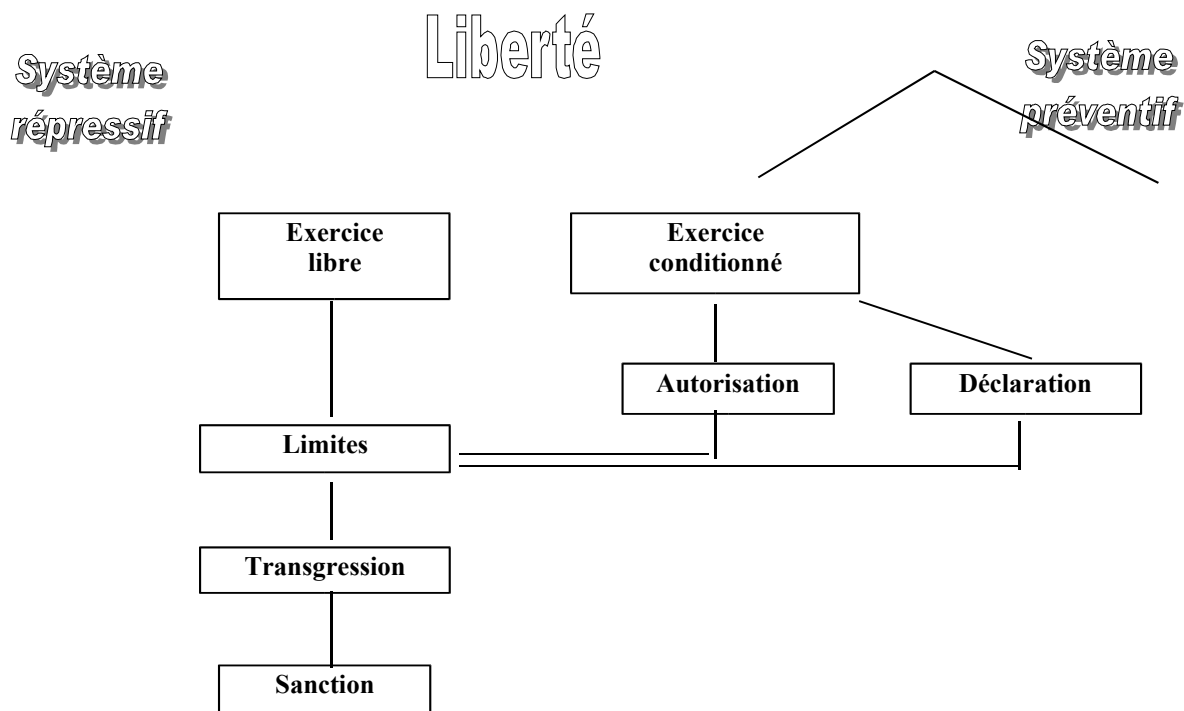 Liberté
Système
répressif
Système
préventif
Exercice
libre
Exercice
conditionné
Autorisation
Déclaration
Limites
Transgression
Sanction